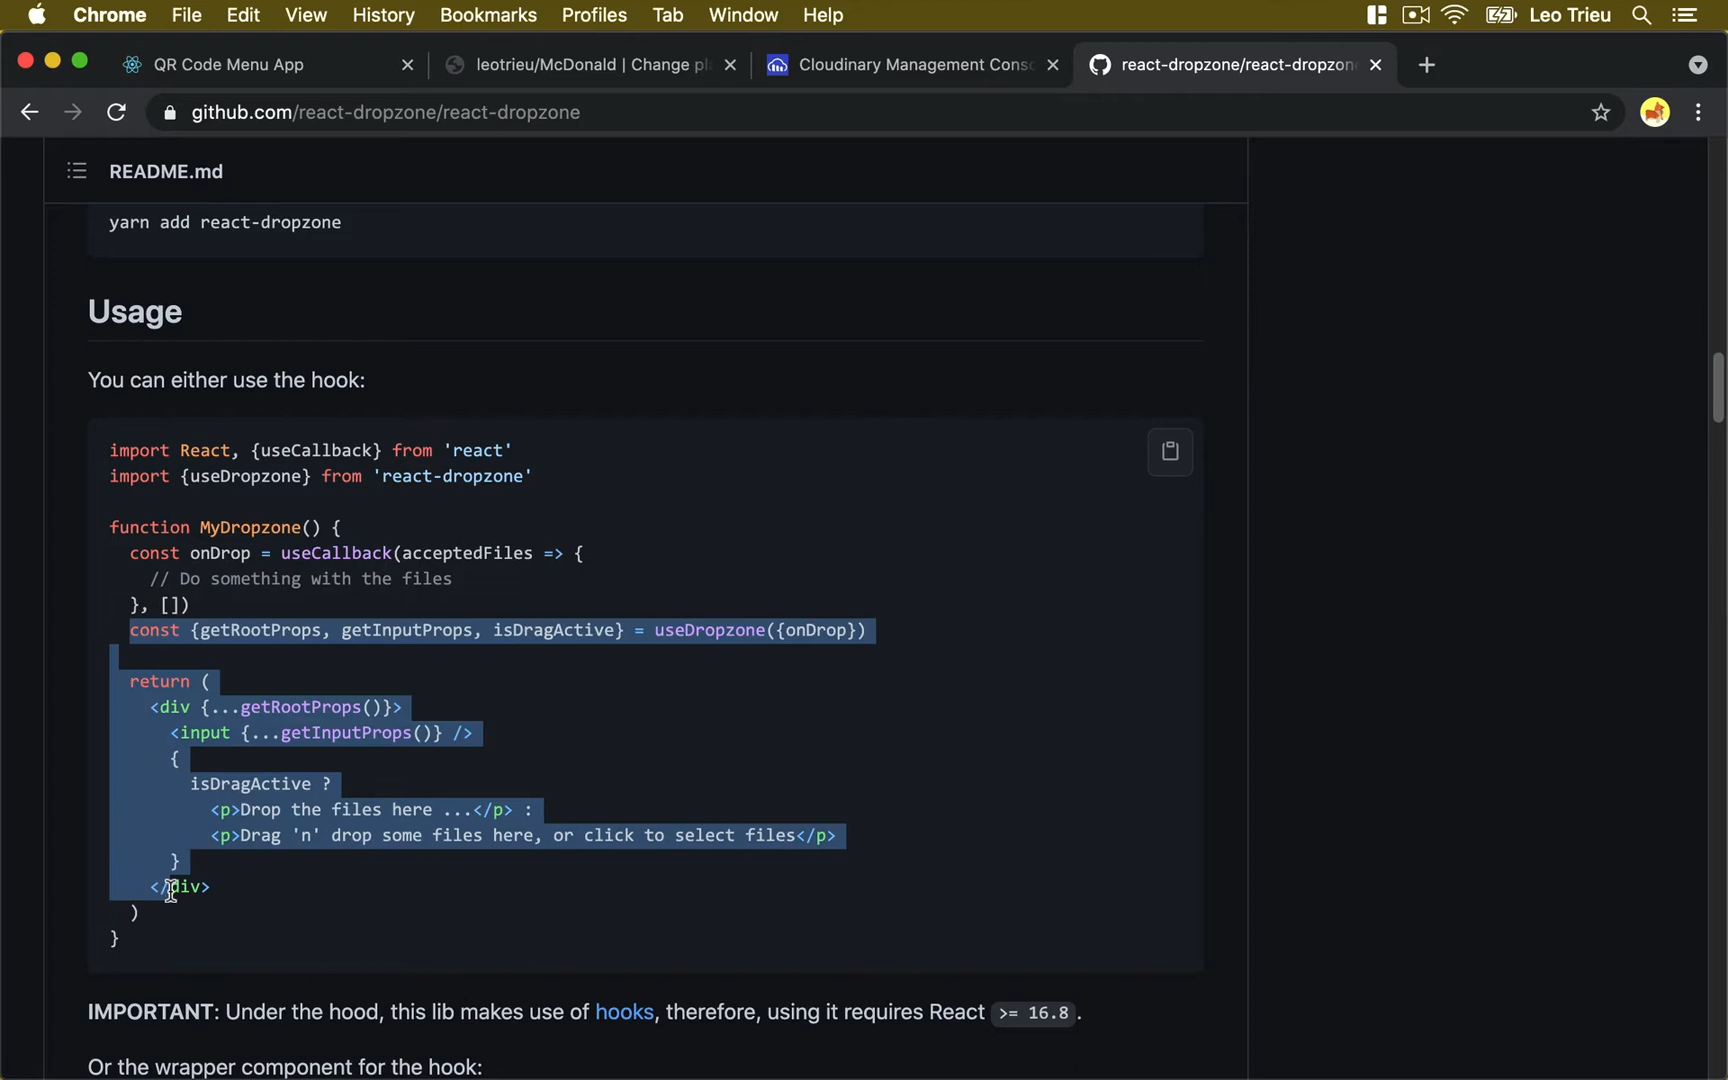 Chrome File Edit View History Bookmarks Profiles Tab Window Help Leo Trieu
QR Code Menu App leotrieu/McDonald | Change pl Cloudinary Management Conso react-dropzone/react-dropzon
github.com/react-dropzone/react-dropzone
README.md
yarn add react-dropzone
Usage
You can either use the hook:
import React, {useCallback} from 'react'
import {useDropzone} from 'react-dropzone'
function MyDropzone() {
const onDrop = useCallback(acceptedFiles => {
// Do something with the files
}, [])
const {getRootProps, getInputProps, isDragActive} = useDropzone({onDrop})
return (
<div {...getRootProps()}>
<input {...getInputProps()} />
{
isDragActive ?
<p>Drop the files here ...</p> :
<p>Drag 'n' drop some files here, or click to select files</p>
}
</div>
)
}
IMPORTANT: Under the hood, this lib makes use of hooks, therefore, using it requires React >= 16.8.
Or the wrapper component for the hook: